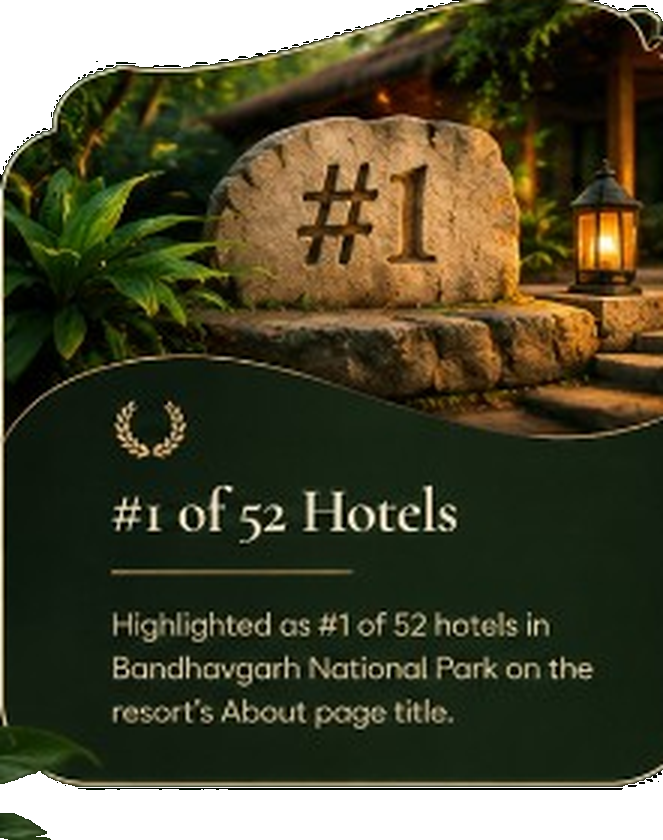 #1
#1 of 52 Hotels
Highlighted as #1 of 52 hotels in
Bandhavgarh National Park on the
resort's About page title.